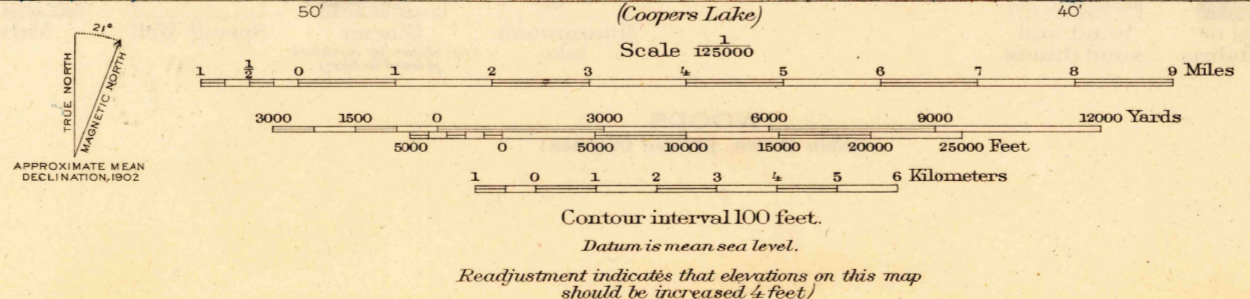 50′
(Coopers Lake)
40′
Scale 1/125000
21°
TRUE NORTH
MAGNETIC NORTH
APPROXIMATE MEAN
DECLINATION, 1902
1 ½ 0 1 2 3 4 5 6 7 8 9 Miles
3000 1500 0 3000 6000 9000 12000 Yards
5000 0 5000 10000 15000 20000 25000 Feet
1 0 1 2 3 4 5 6 Kilometers
Contour interval 100 feet.
Datum is mean sea level.
Readjustment indicates that elevations on this map
should be increased 4 feet)